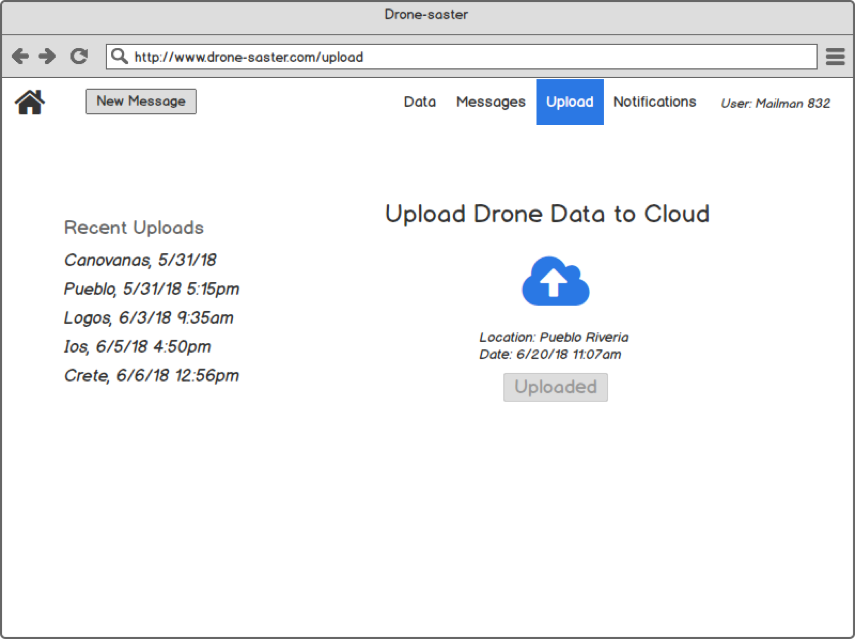 Drone-saster
http://www.drone-saster.com/upload
New Message Data Messages Upload Notifications User: Mailman 832
Upload Drone Data to Cloud
Recent Uploads
Canovanas, 5/31/18
Pueblo, 5/31/18 5:15pm
Logos, 6/3/18 9:35am
Ios, 6/5/18 4:50pm
Crete, 6/6/18 12:56pm
Location: Pueblo Riveria
Date: 6/20/18 11:07am
Uploaded